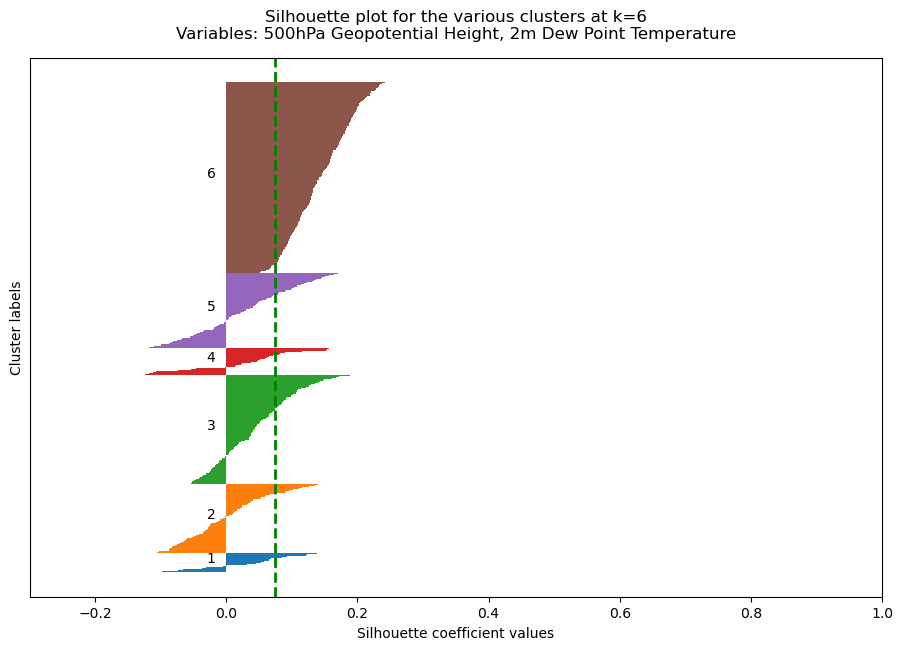 Silhouette plot for the various clusters at k=6
Variables: 500hPa Geopotential Height, 2m Dew Point Temperature
Cluster labels
6
5
4
3
2
1
−0.2 0.0 0.2 0.4 0.6 0.8 1.0
Silhouette coefficient values